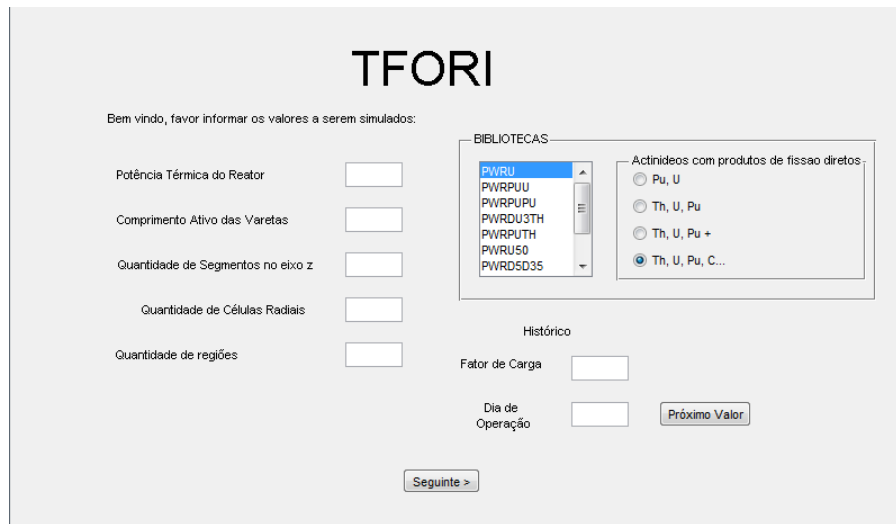 TFORI
Bem vindo, favor informar os valores a serem simulados:
Potência Térmica do Reator
Comprimento Ativo das Varetas
Quantidade de Segmentos no eixo z
Quantidade de Células Radiais
Quantidade de regiões
BIBLIOTECAS
PWRU
PWRPUU
PWRPUPU
PWRDU3TH
PWRPUTH
PWRU50
PWRD5D35
Actinideos com produtos de fissao diretos
Pu, U
Th, U, Pu
Th, U, Pu +
Th, U, Pu, C...
Histórico
Fator de Carga
Dia de
Operação
Próximo Valor
Seguinte >